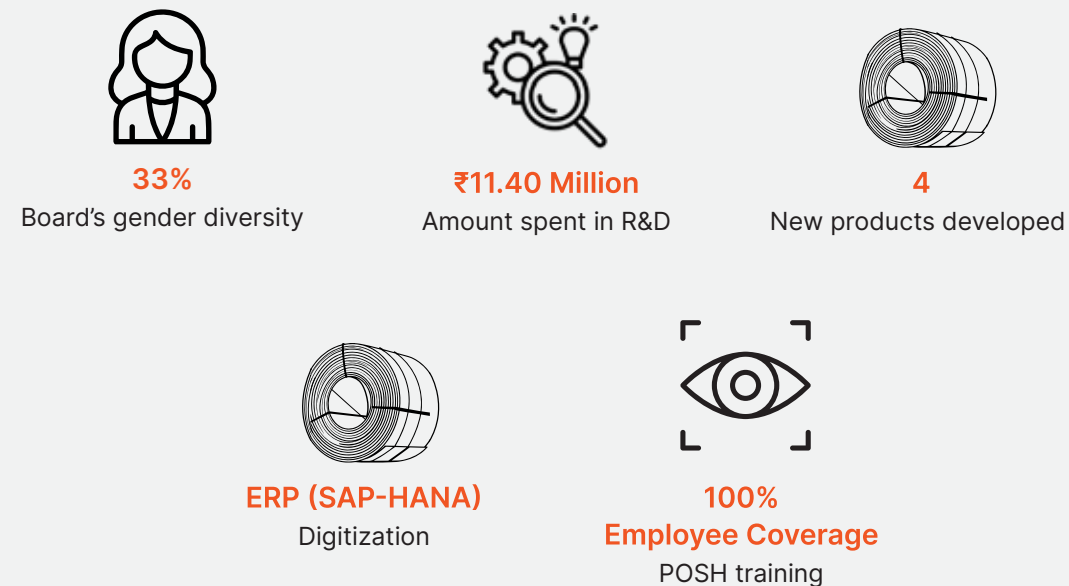 33%
Board’s gender diversity
₹11.40 Million
Amount spent in R&D
4
New products developed
ERP (SAP-HANA)
Digitization
100%
Employee Coverage
POSH training